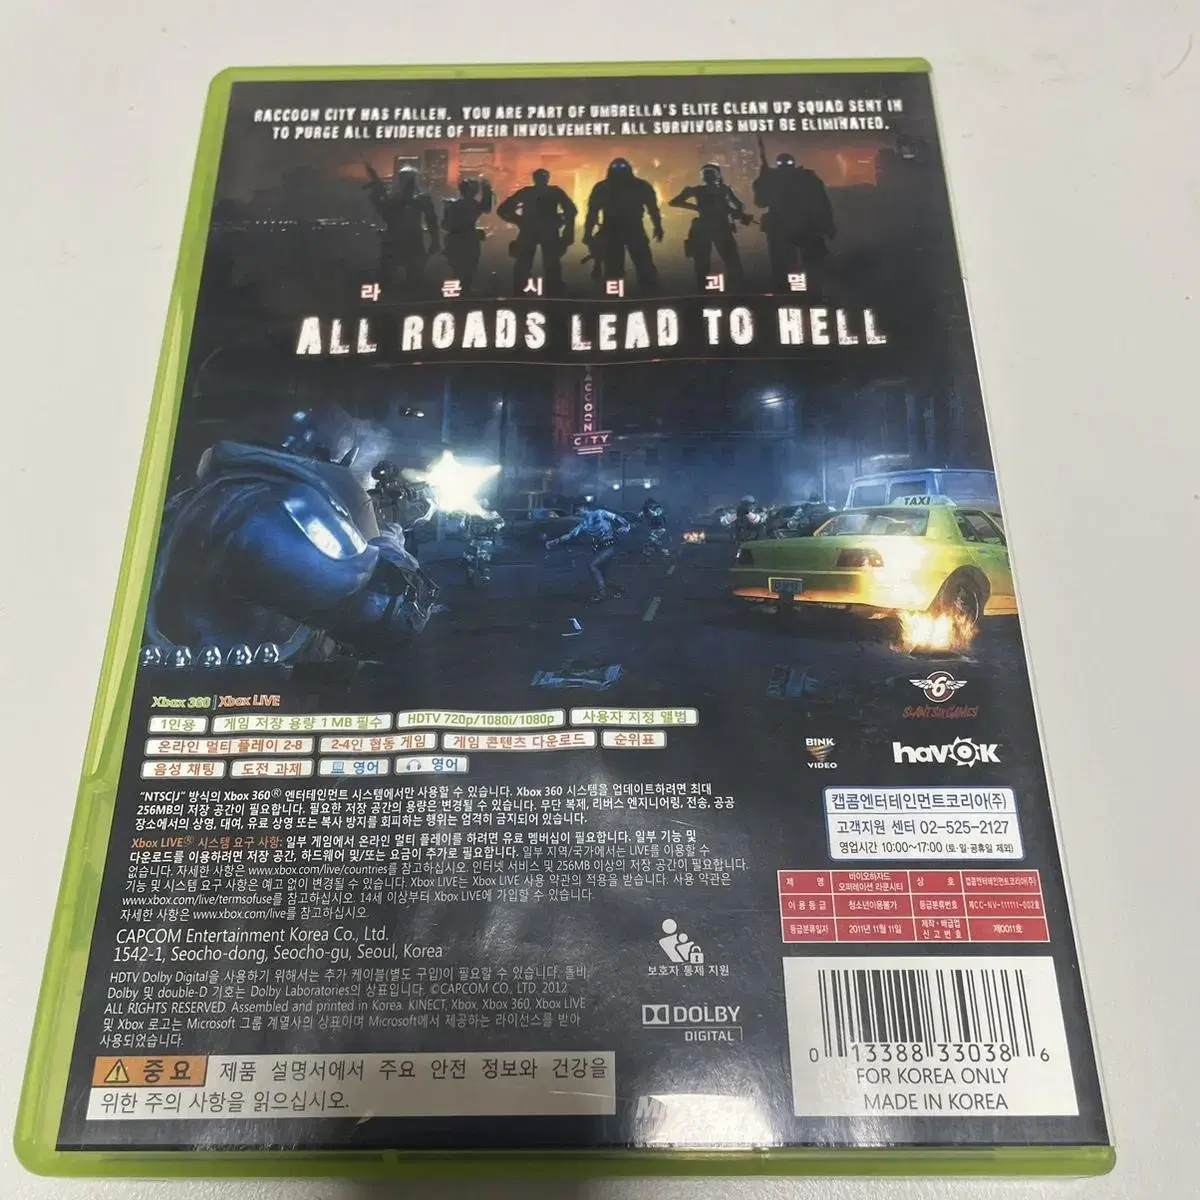 RACCOON CITY HAS FALLEN. YOU ARE PART OF UMBRELLA'S ELITE CLEAN UP SQUAD SENT IN
TO PURGE ALL EVIDENCE OF THEIR INVOLVEMENT. ALL SURVIVORS MUST BE ELIMINATED.
라쿤시티괴멸
ALL ROADS LEAD TO HELL
RACCOON
CITY
TAXI
Xbox 360 | Xbox LIVE
1인용 게임 저장 용량 1 MB 필수 HDTV 720p/1080i/1080p 사용자 지정 앨범
온라인 멀티 플레이 2-8 2-4인 협동 게임 게임 콘텐츠 다운로드 순위표
음성 채팅 도전 과제 영어 영어
6
SLANT SIX GAMES
BINK
VIDEO
havok
"NTSC/J" 방식의 Xbox 360® 엔터테인먼트 시스템에서만 사용할 수 있습니다. Xbox 360 시스템을 업데이트하려면 최대
256MB의 저장 공간이 필요합니다. 필요한 저장 공간의 용량은 변경될 수 있습니다. 무단 복제, 리버스 엔지니어링, 전송, 공공
장소에서의 상영, 대여, 유료 상영 또는 복사 방지를 회피하는 행위는 엄격히 금지되어 있습니다.
Xbox LIVE® 시스템 요구 사항: 일부 게임에서 온라인 멀티 플레이를 하려면 유료 멤버십이 필요합니다. 일부 기능 및
다운로드를 이용하려면 저장 공간, 하드웨어 및/또는 요금이 추가로 필요합니다. 일부 지역/국가에서는 LIVE를 이용할 수
없습니다. 자세한 사항은 www.xbox.com/live/countries를 참고하십시오. 인터넷 서비스 및 256MB 이상의 저장 공간이 필요합니다.
기능 및 시스템 요구 사항은 예고 없이 변경될 수 있습니다. Xbox LIVE는 Xbox LIVE 사용 약관의 적용을 받습니다. 사용 약관은
www.xbox.com/live/termsofuse를 참고하십시오. 14세 이상부터 Xbox LIVE에 가입할 수 있습니다.
자세한 사항은 www.xbox.com/live를 참고하십시오.
CAPCOM Entertainment Korea Co., Ltd.
1542-1, Seocho-dong, Seocho-gu, Seoul, Korea
HDTV Dolby Digital을 사용하기 위해서는 추가 케이블(별도 구입)이 필요할 수 있습니다. 돌비,
Dolby 및 double-D 기호는 Dolby Laboratories의 상표입니다. ©CAPCOM CO., LTD. 2012
ALL RIGHTS RESERVED. Assembled and printed in Korea. KINECT, Xbox, Xbox 360, Xbox LIVE
및 Xbox 로고는 Microsoft 그룹 계열사의 상표이며 Microsoft에서 제공하는 라이선스를 받아
사용되었습니다.
중요 제품 설명서에서 주요 안전 정보와 건강을
위한 주의 사항을 읽으십시오.
캡콤엔터테인먼트코리아(주)
고객지원 센터 02-525-2127
영업시간 10:00~17:00 (토·일·공휴일 제외)
제 명 바이오하자드 오퍼레이션 라쿤시티 상 호 캡콤엔터테인먼트코리아(주)
이용등급 청소년이용불가 등급분류번호 제CC-NV-111111-002호
등급분류일자 2011년 11월 11일 제작·배급업 신고번호 제0011호
보호자 통제 지원
DOLBY
DIGITAL
0 13388 33038 6
FOR KOREA ONLY
MADE IN KOREA